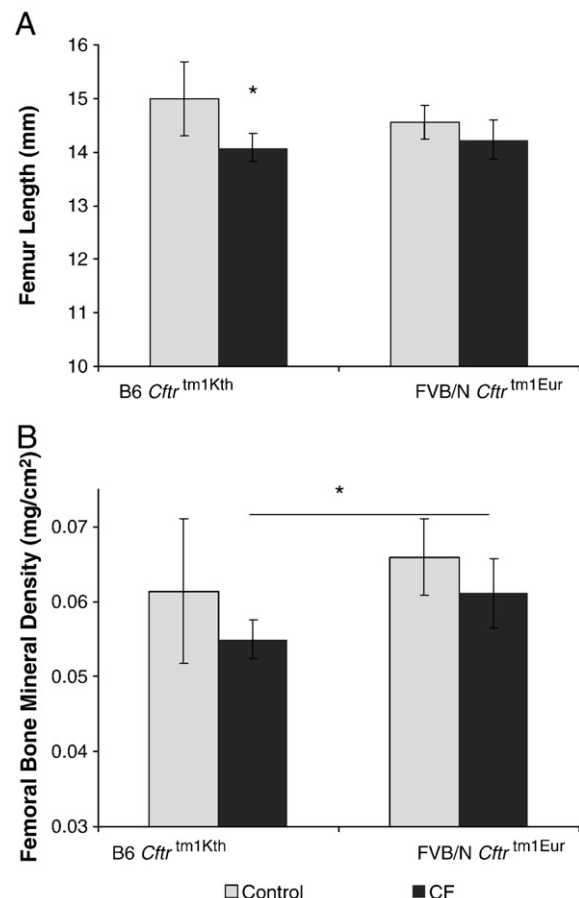 A
Femur Length (mm)
16
15
14
13
12
11
10
*
B6 Cftr tm1Kth
FVB/N Cftr tm1Eur
B
Femoral Bone Mineral Density (mg/cm²)
0.07
0.06
0.05
0.04
0.03
*
B6 Cftr tm1Kth
FVB/N Cftr tm1Eur
Control
CF